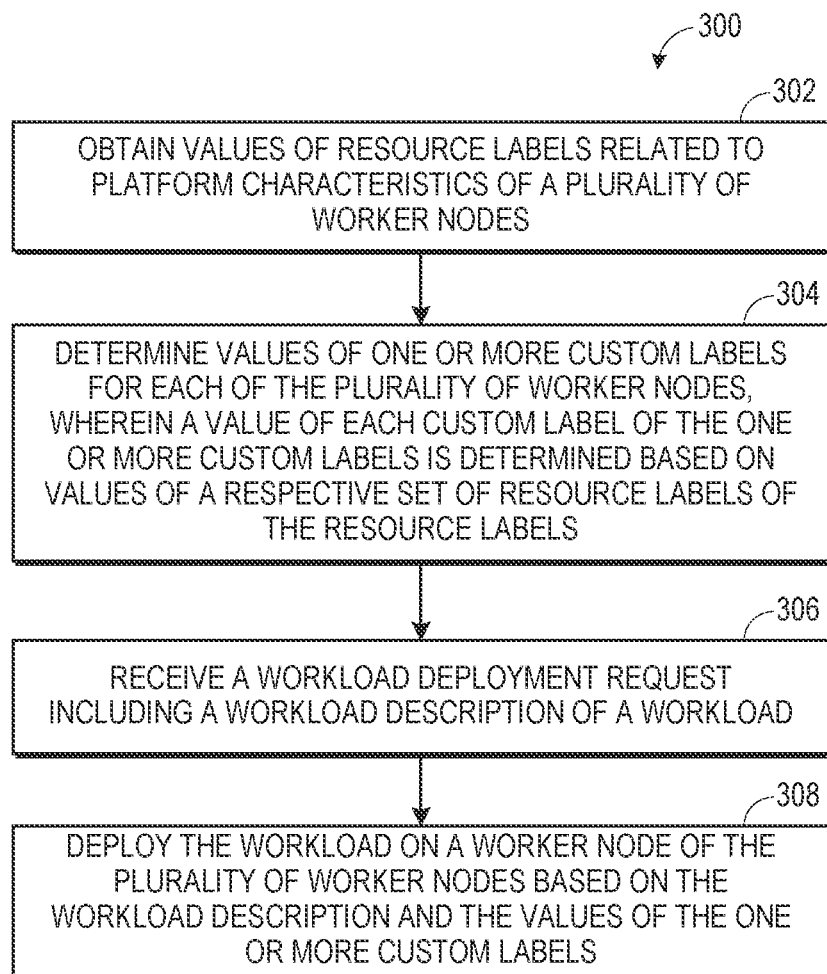 300
302
OBTAIN VALUES OF RESOURCE LABELS RELATED TO
PLATFORM CHARACTERISTICS OF A PLURALITY OF
WORKER NODES
304
DETERMINE VALUES OF ONE OR MORE CUSTOM LABELS
FOR EACH OF THE PLURALITY OF WORKER NODES,
WHEREIN A VALUE OF EACH CUSTOM LABEL OF THE ONE
OR MORE CUSTOM LABELS IS DETERMINED BASED ON
VALUES OF A RESPECTIVE SET OF RESOURCE LABELS OF
THE RESOURCE LABELS
306
RECEIVE A WORKLOAD DEPLOYMENT REQUEST
INCLUDING A WORKLOAD DESCRIPTION OF A WORKLOAD
308
DEPLOY THE WORKLOAD ON A WORKER NODE OF THE
PLURALITY OF WORKER NODES BASED ON THE
WORKLOAD DESCRIPTION AND THE VALUES OF THE ONE
OR MORE CUSTOM LABELS